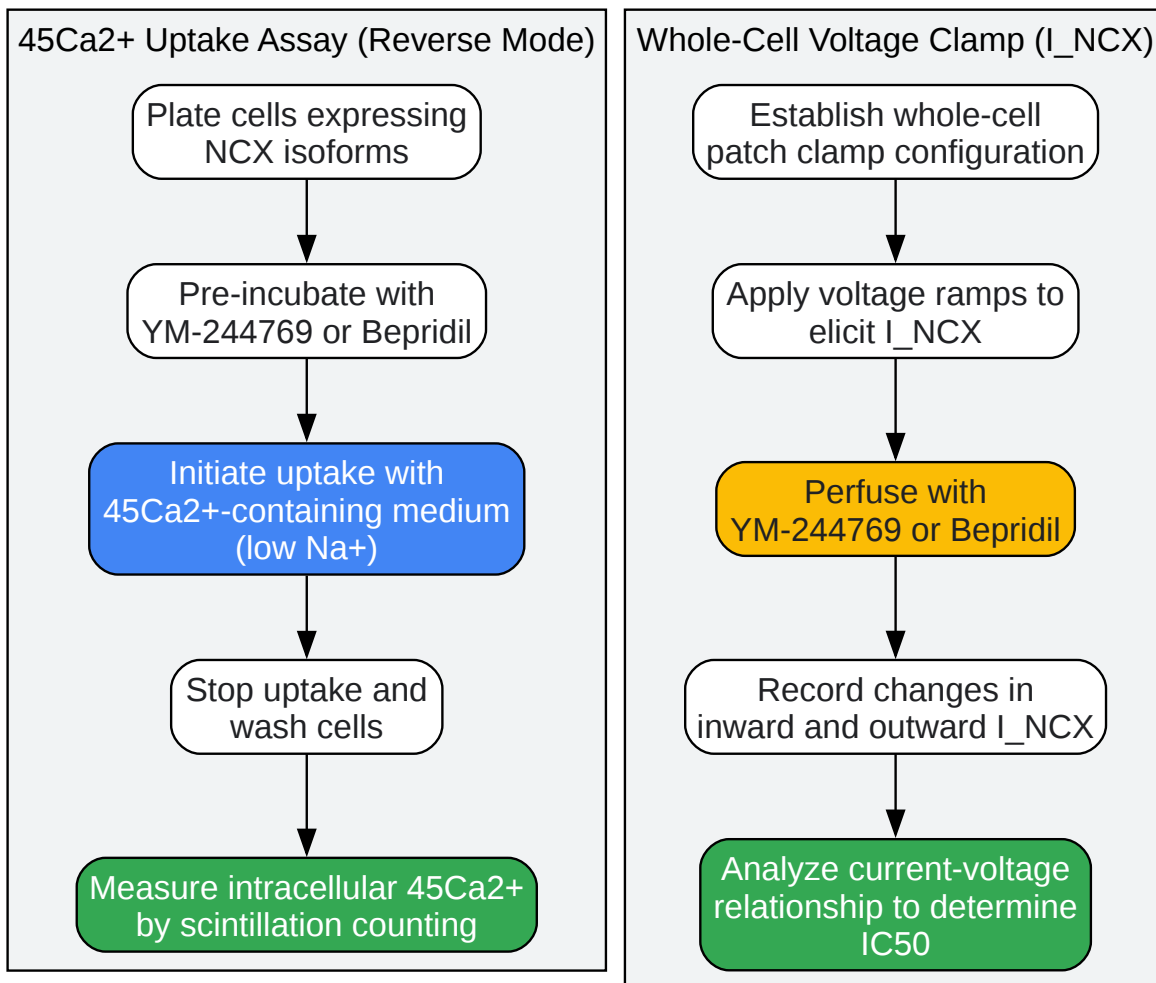 45Ca2+ Uptake Assay (Reverse Mode)
Plate cells expressing
NCX isoforms
Pre-incubate with
YM-244769 or Bepridil
Initiate uptake with
45Ca2+-containing medium
(low Na+)
Stop uptake and
wash cells
Measure intracellular 45Ca2+
by scintillation counting
Whole-Cell Voltage Clamp (I_NCX)
Establish whole-cell
patch clamp configuration
Apply voltage ramps to
elicit I_NCX
Perfuse with
YM-244769 or Bepridil
Record changes in
inward and outward I_NCX
Analyze current-voltage
relationship to determine
IC50